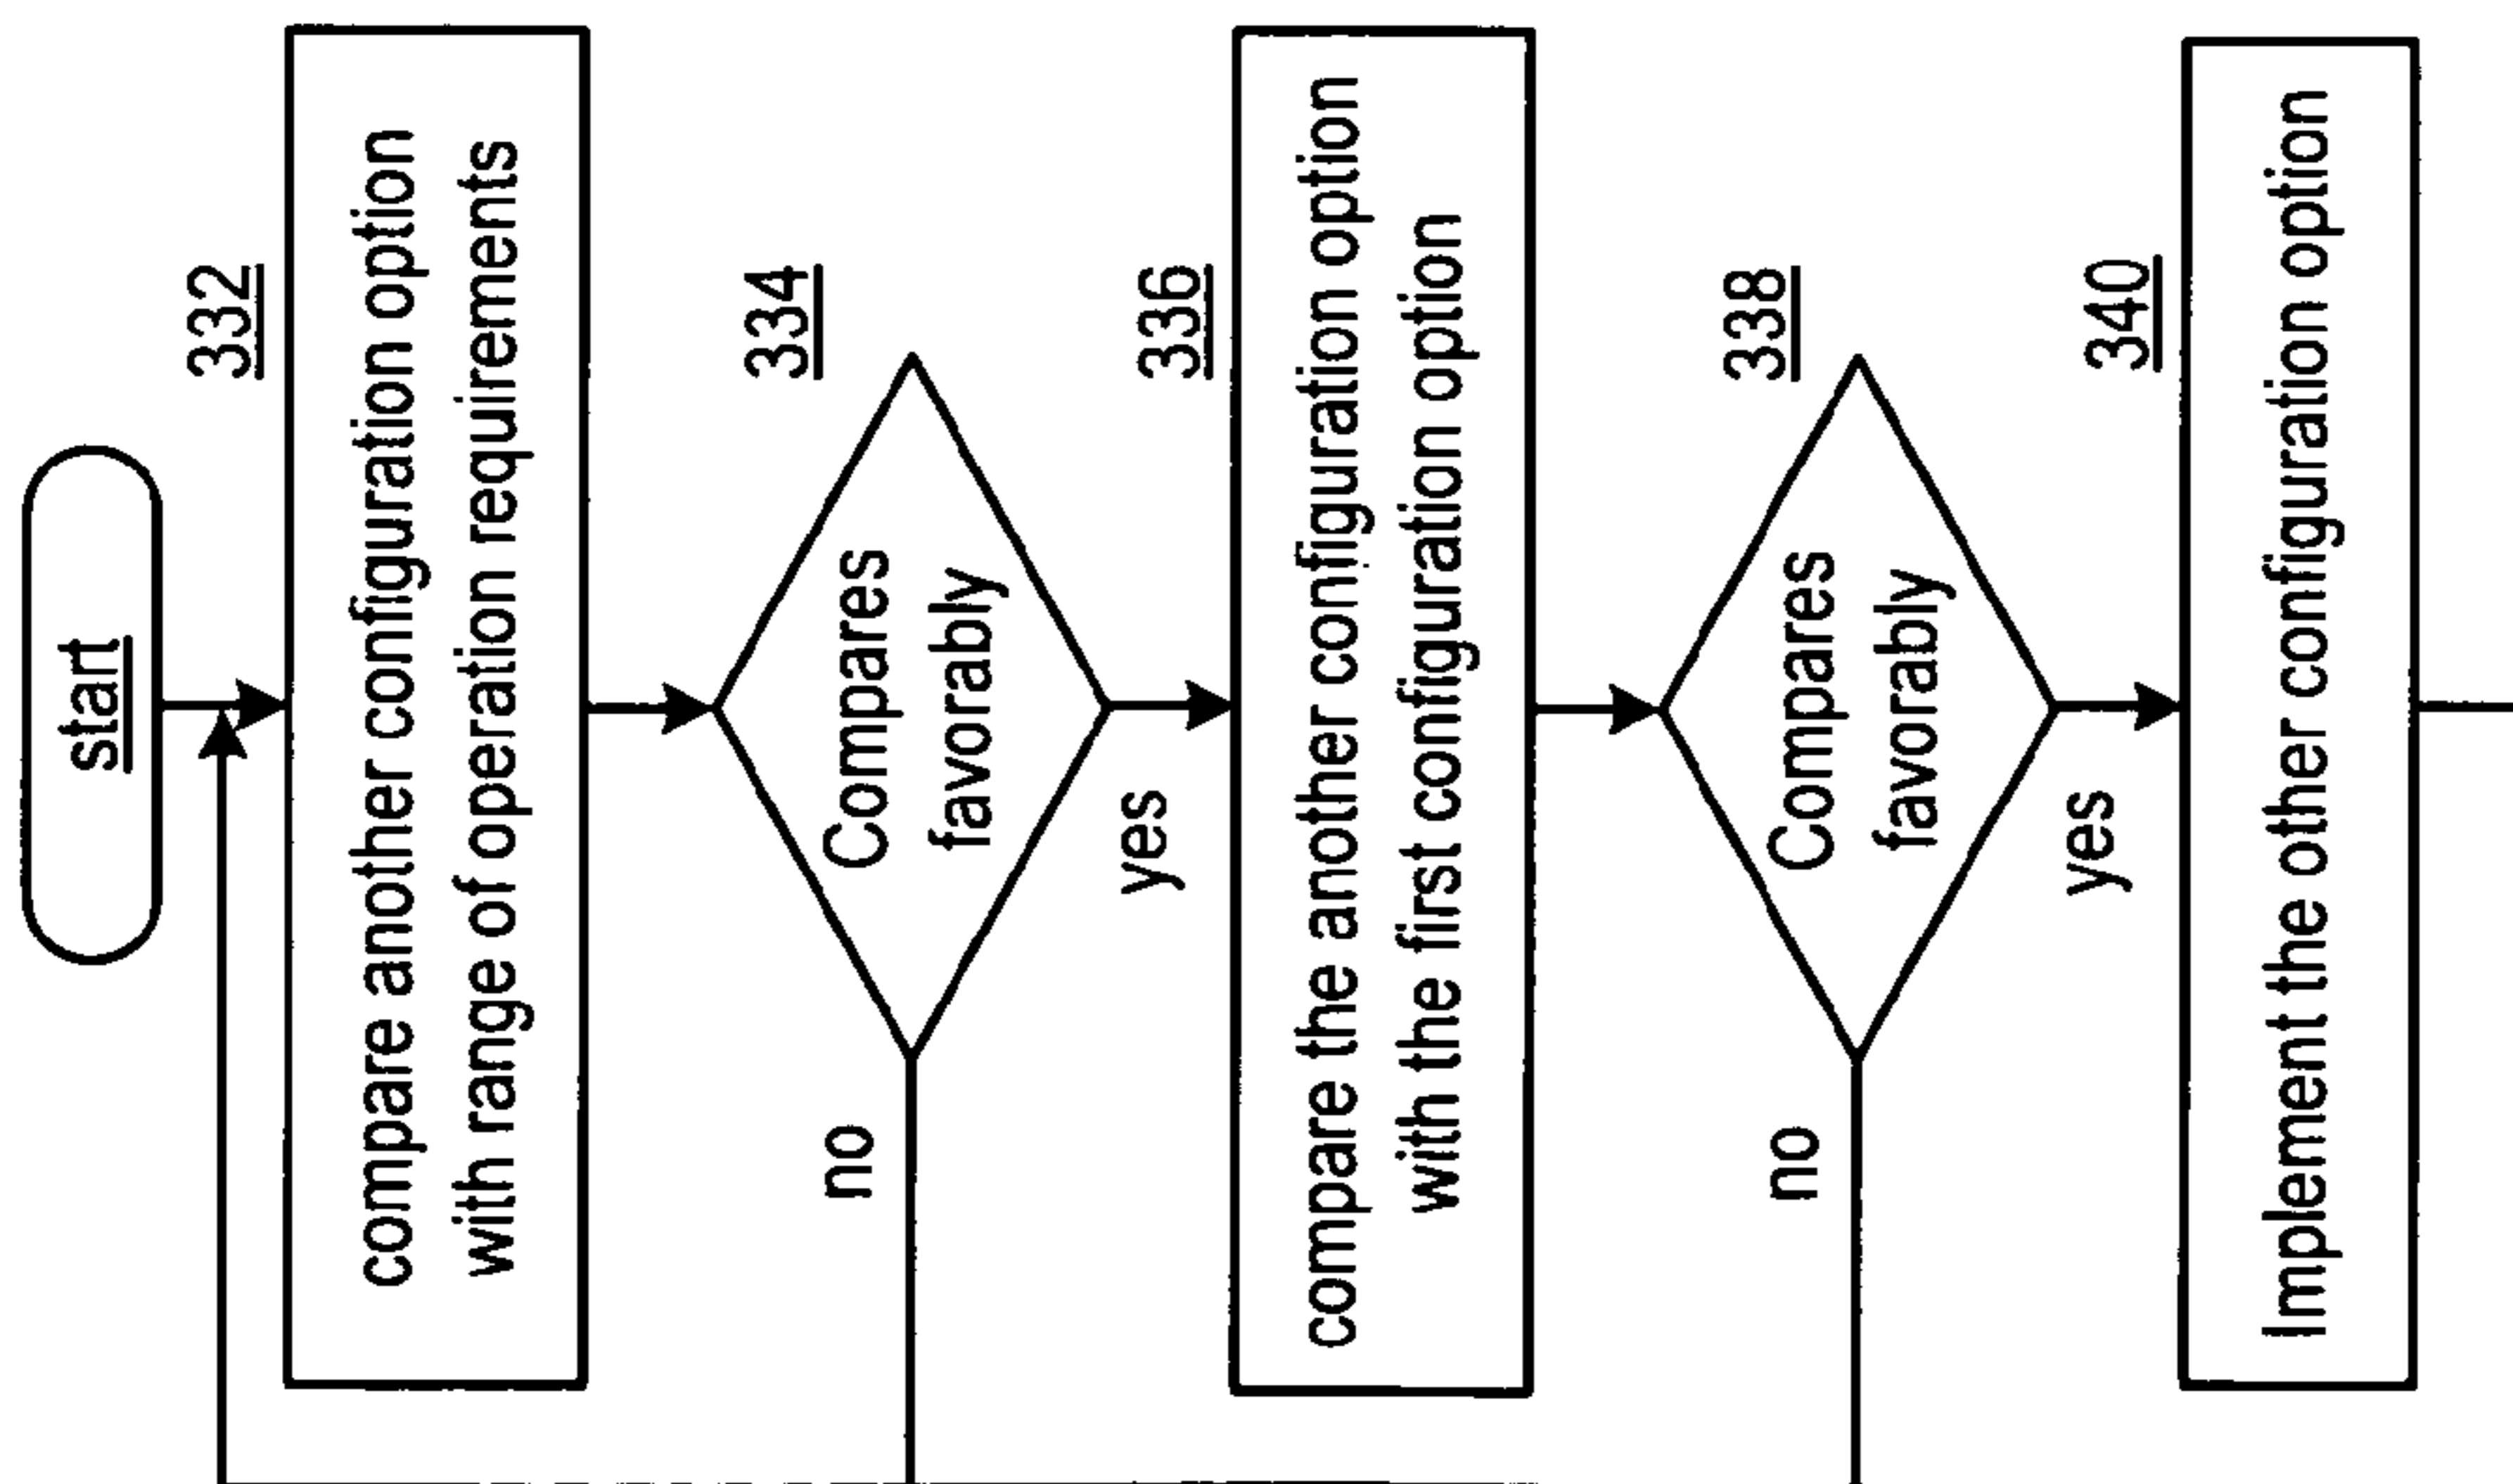 start
332
compare another configuration option
with range of operation requirements
334
Compares
favorably
no
yes
336
compare the another configuration option
with the first configuration option
338
Compares
favorably
no
yes
340
Implement the other configuration option